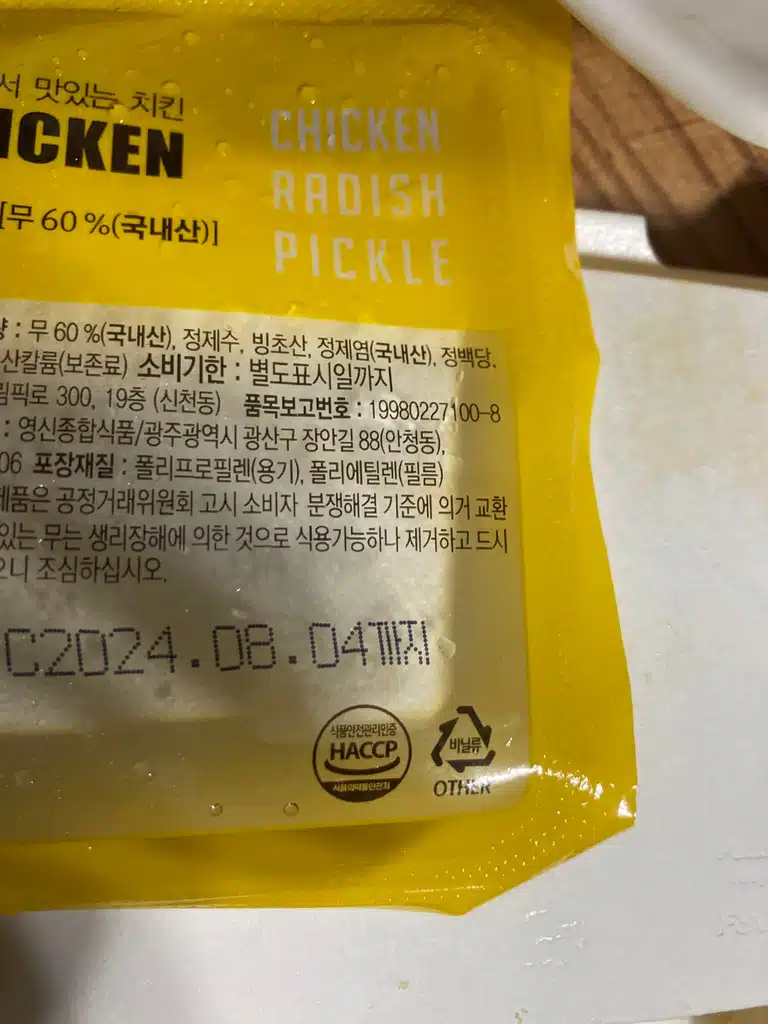 서 맛있는 치킨
ICKEN
[무 60 %(국내산)]
CHICKEN
RADISH
PICKLE
: 무 60 %(국내산), 정제수, 빙초산, 정제염(국내산), 정백당,
산칼륨(보존료) 소비기한 : 별도표시일까지
림픽로 300, 19층 (신천동) 품목보고번호 : 19980227100-8
: 영신종합식품/광주광역시 광산구 장안길 88(안청동),
06 포장재질 : 폴리프로필렌(용기), 폴리에틸렌(필름)
제품은 공정거래위원회 고시 소비자 분쟁해결 기준에 의거 교환
있는 무는 생리장해에 의한 것으로 식용가능하나 제거하고 드시
오니 조심하십시오.
C2024.08.04까지
식품안전관리인증
HACCP
식품의약품안전처
비닐류
OTHER